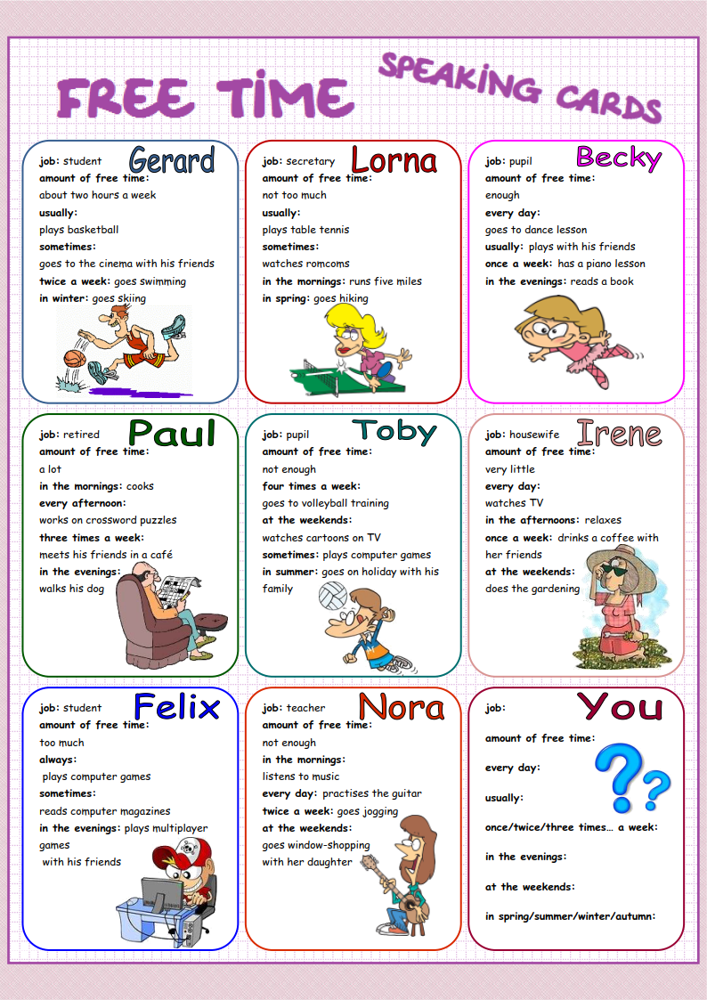 FREE TIME
SPEAKING CARDS
Gerard
job: student
amount of free time:
about two hours a week
usually:
plays basketball
sometimes:
goes to the cinema with his friends
twice a week: goes swimming
in winter: goes skiing
Lorna
job: secretary
amount of free time:
not too much
usually:
plays table tennis
sometimes:
watches romcoms
in the mornings: runs five miles
in spring: goes hiking
Becky
job: pupil
amount of free time:
enough
every day:
goes to dance lesson
usually: plays with his friends
once a week: has a piano lesson
in the evenings: reads a book
Paul
job: retired
amount of free time:
a lot
in the mornings: cooks
every afternoon:
works on crossword puzzles
three times a week:
meets his friends in a café
in the evenings:
walks his dog
Toby
job: pupil
amount of free time:
not enough
four times a week:
goes to volleyball training
at the weekends:
watches cartoons on TV
sometimes: plays computer games
in summer: goes on holiday with his
family
Irene
job: housewife
amount of free time:
very little
every day:
watches TV
in the afternoons: relaxes
once a week: drinks a coffee with
her friends
at the weekends:
does the gardening
Felix
job: student
amount of free time:
too much
always:
plays computer games
sometimes:
reads computer magazines
in the evenings: plays multiplayer
games
with his friends
Nora
job: teacher
amount of free time:
not enough
in the mornings:
listens to music
every day: practises the guitar
twice a week: goes jogging
at the weekends:
goes window-shopping
with her daughter
You
job:
amount of free time:
every day:
usually:
once/twice/three times… a week:
in the evenings:
at the weekends:
in spring/summer/winter/autumn:
??